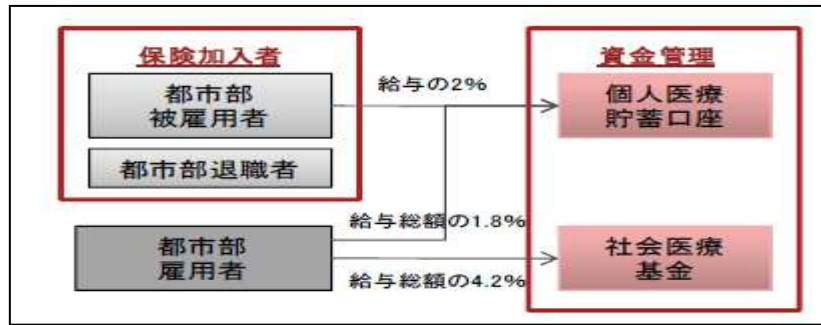 保険加入者
都市部
被雇用者
都市部退職者
都市部
雇用者
給与の2%
給与総額の1.8%
給与総額の4.2%
資金管理
個人医療
貯蓄口座
社会医療
基金